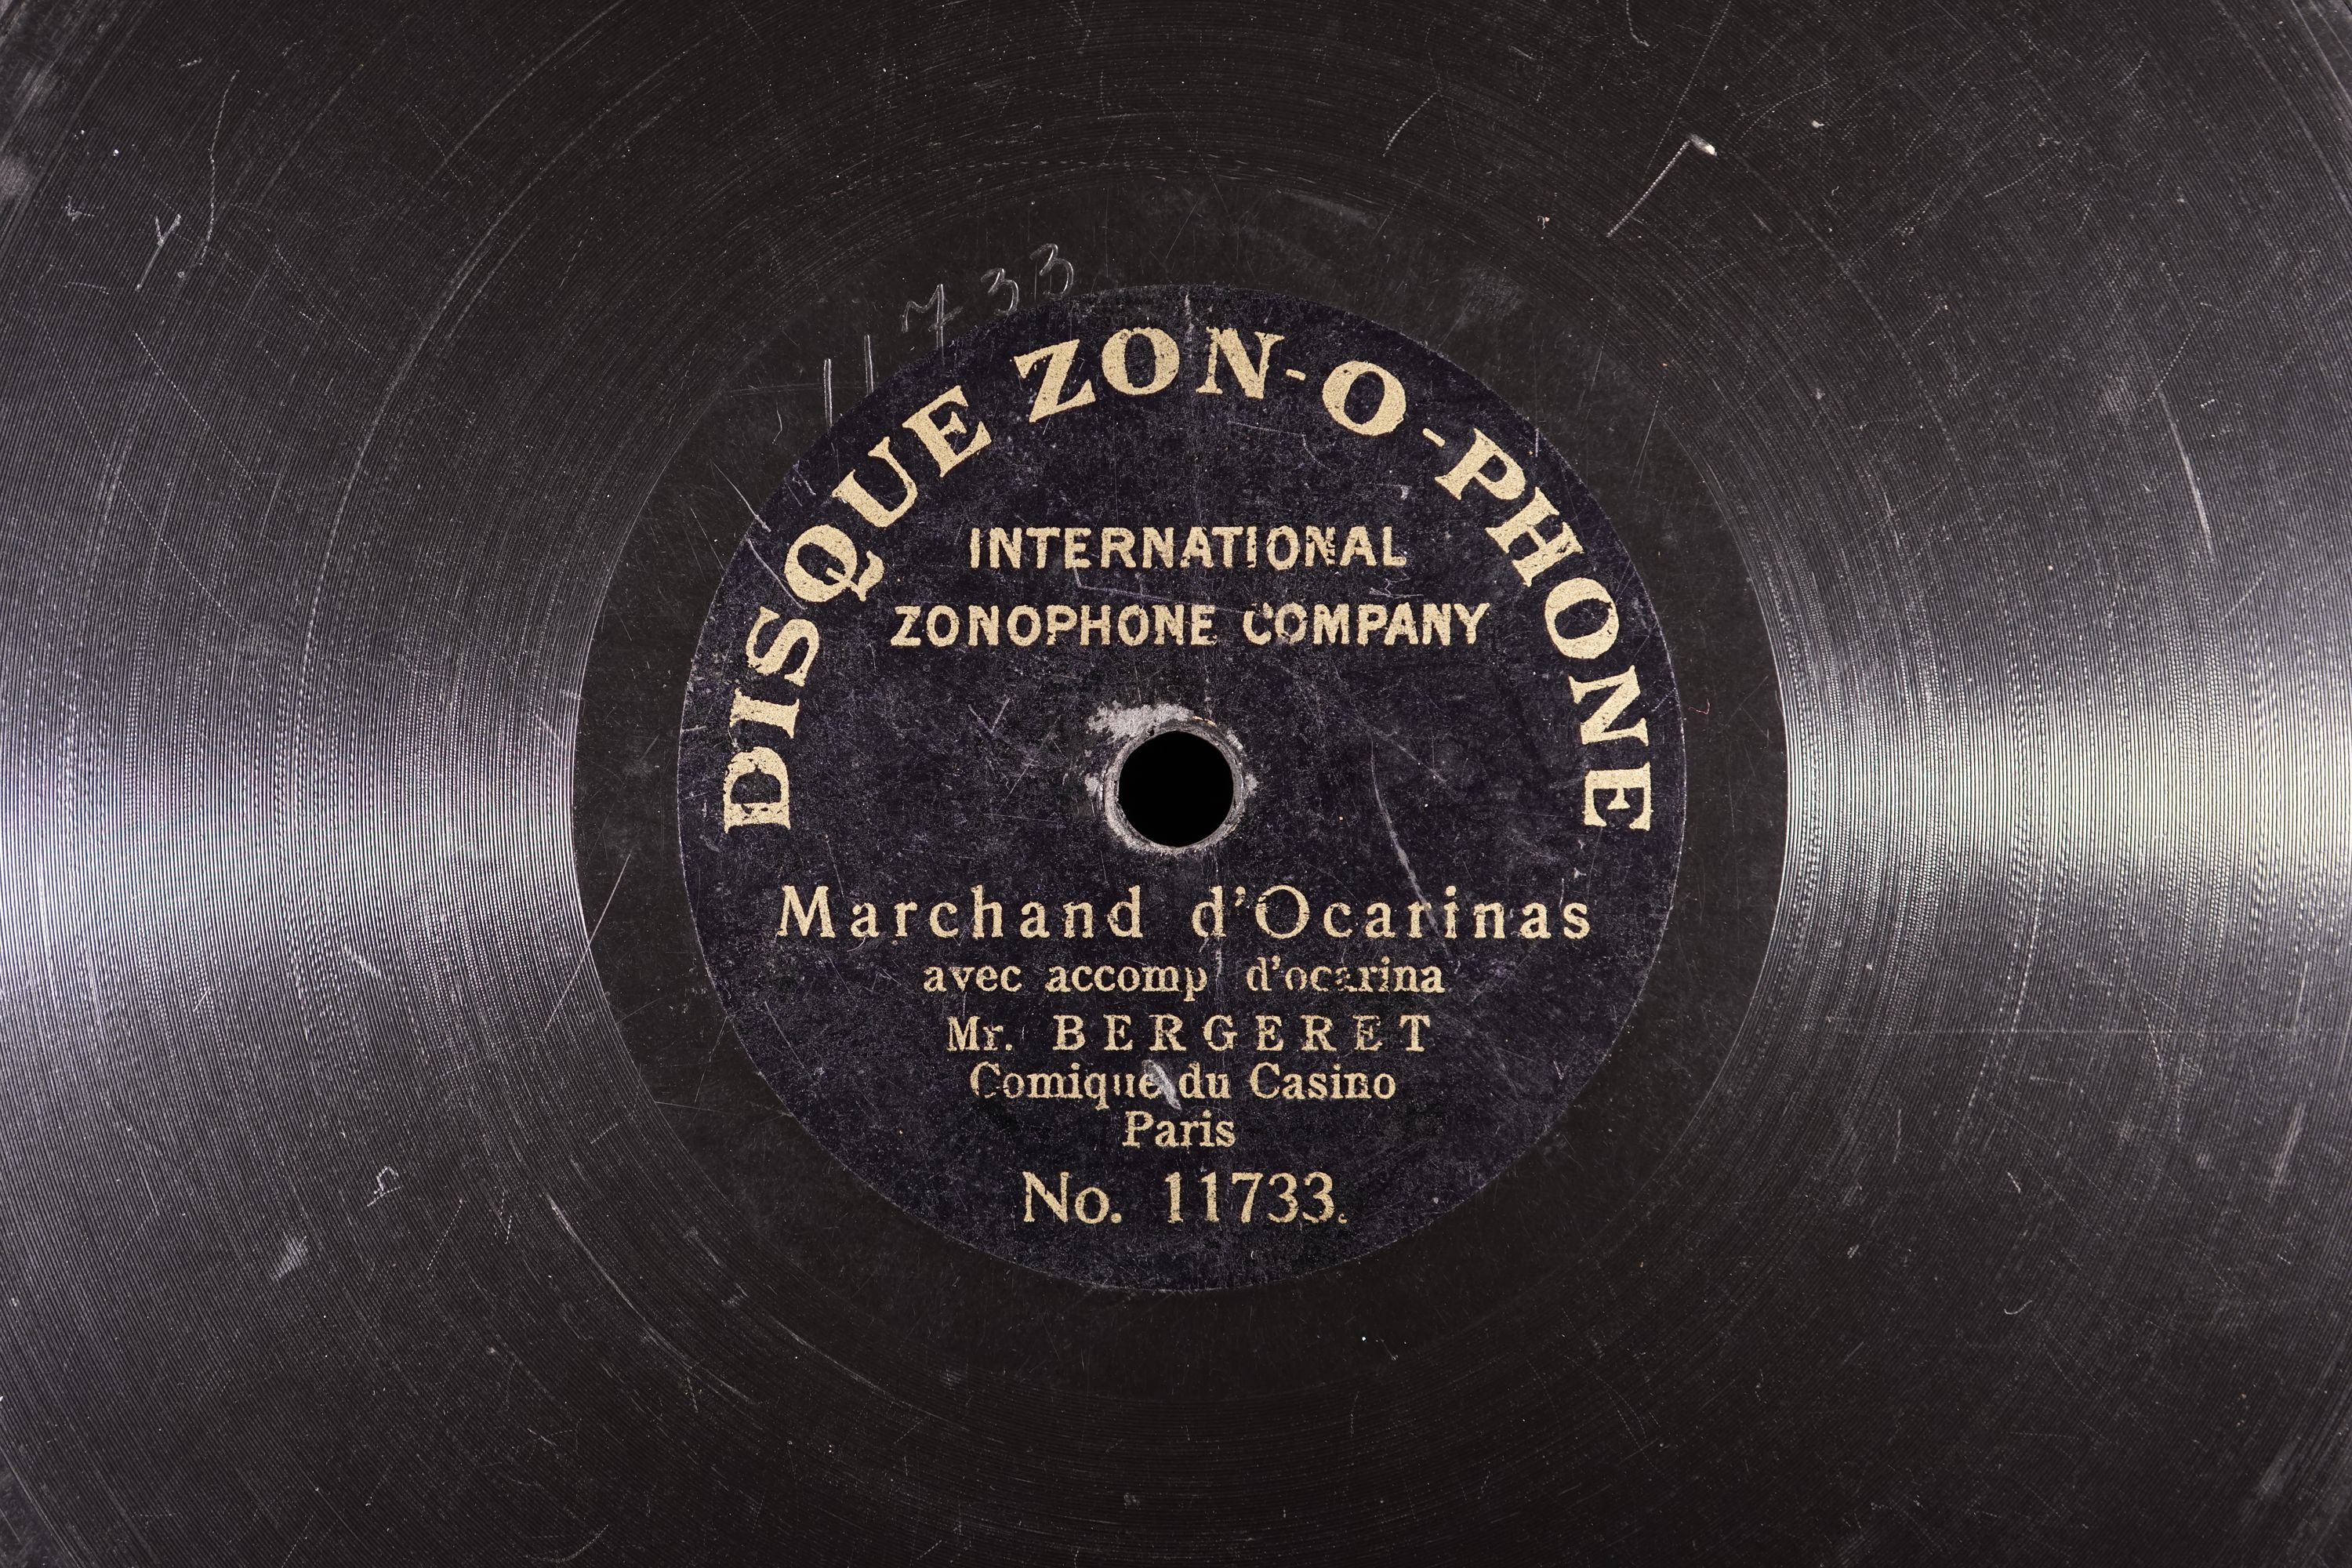 11733
DISQUE ZON-O-PHONE
INTERNATIONAL
ZONOPHONE COMPANY
Marchand d'Ocarinas
avec accomp' d'ocarina
Mr. BERGERET
Comique du Casino
Paris
No. 11733.